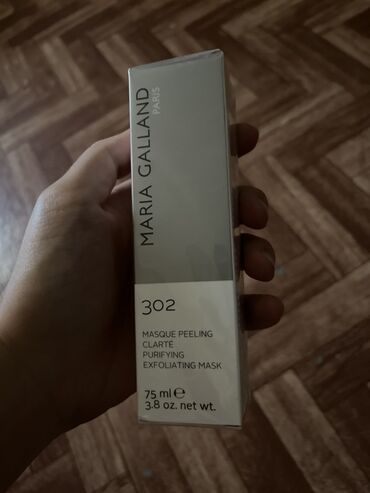 MARIA GALLAND
PARIS
302
MASQUE PEELING
CLARTÉ
PURIFYING
EXFOLIATING MASK
75 ml ℮
3.8 oz. net wt.